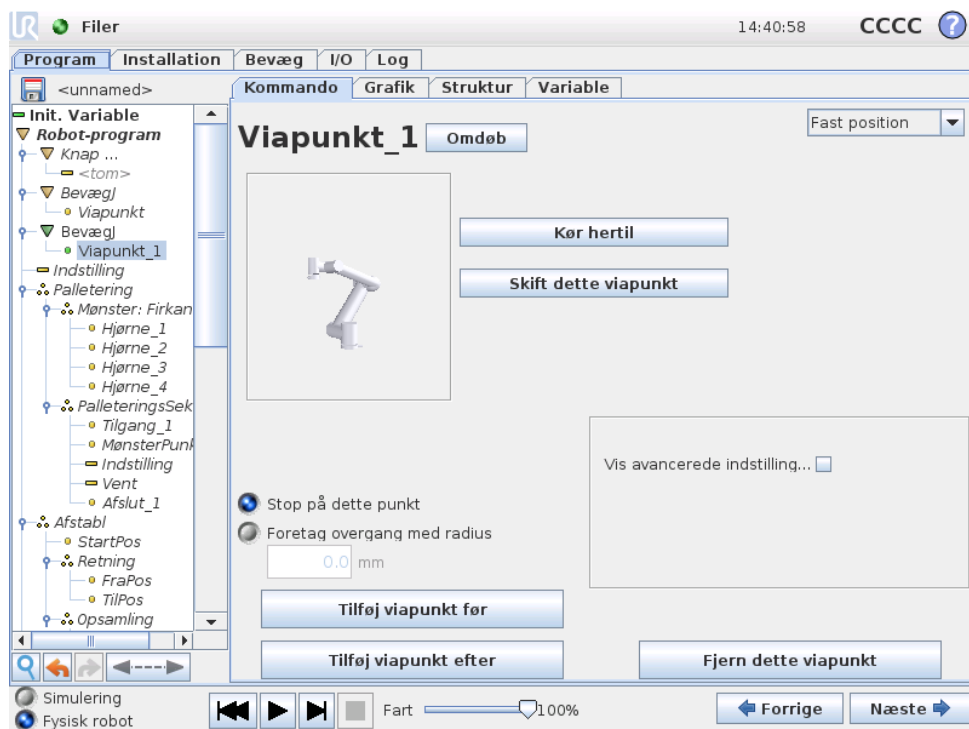 UR Filer 14:40:58 CCCC ?
Program Installation Bevæg I/O Log
<unnamed>
Kommando Grafik Struktur Variable
Init. Variable
Robot-program
Knap ...
<tom>
BevægJ
Viapunkt
BevægJ
Viapunkt_1
Indstilling
Palletering
Mønster: Firkan
Hjørne_1
Hjørne_2
Hjørne_3
Hjørne_4
PalleteringsSek
Tilgang_1
MønsterPunk
Indstilling
Vent
Afslut_1
Afstabl
StartPos
Retning
FraPos
TilPos
Opsamling
Viapunkt_1 Omdøb
Fast position
Kør hertil
Skift dette viapunkt
Vis avancerede indstilling...
Stop på dette punkt
Foretag overgang med radius
0.0 mm
Tilføj viapunkt før
Tilføj viapunkt efter
Fjern dette viapunkt
Simulering
Fysisk robot
Fart 100%
Forrige Næste